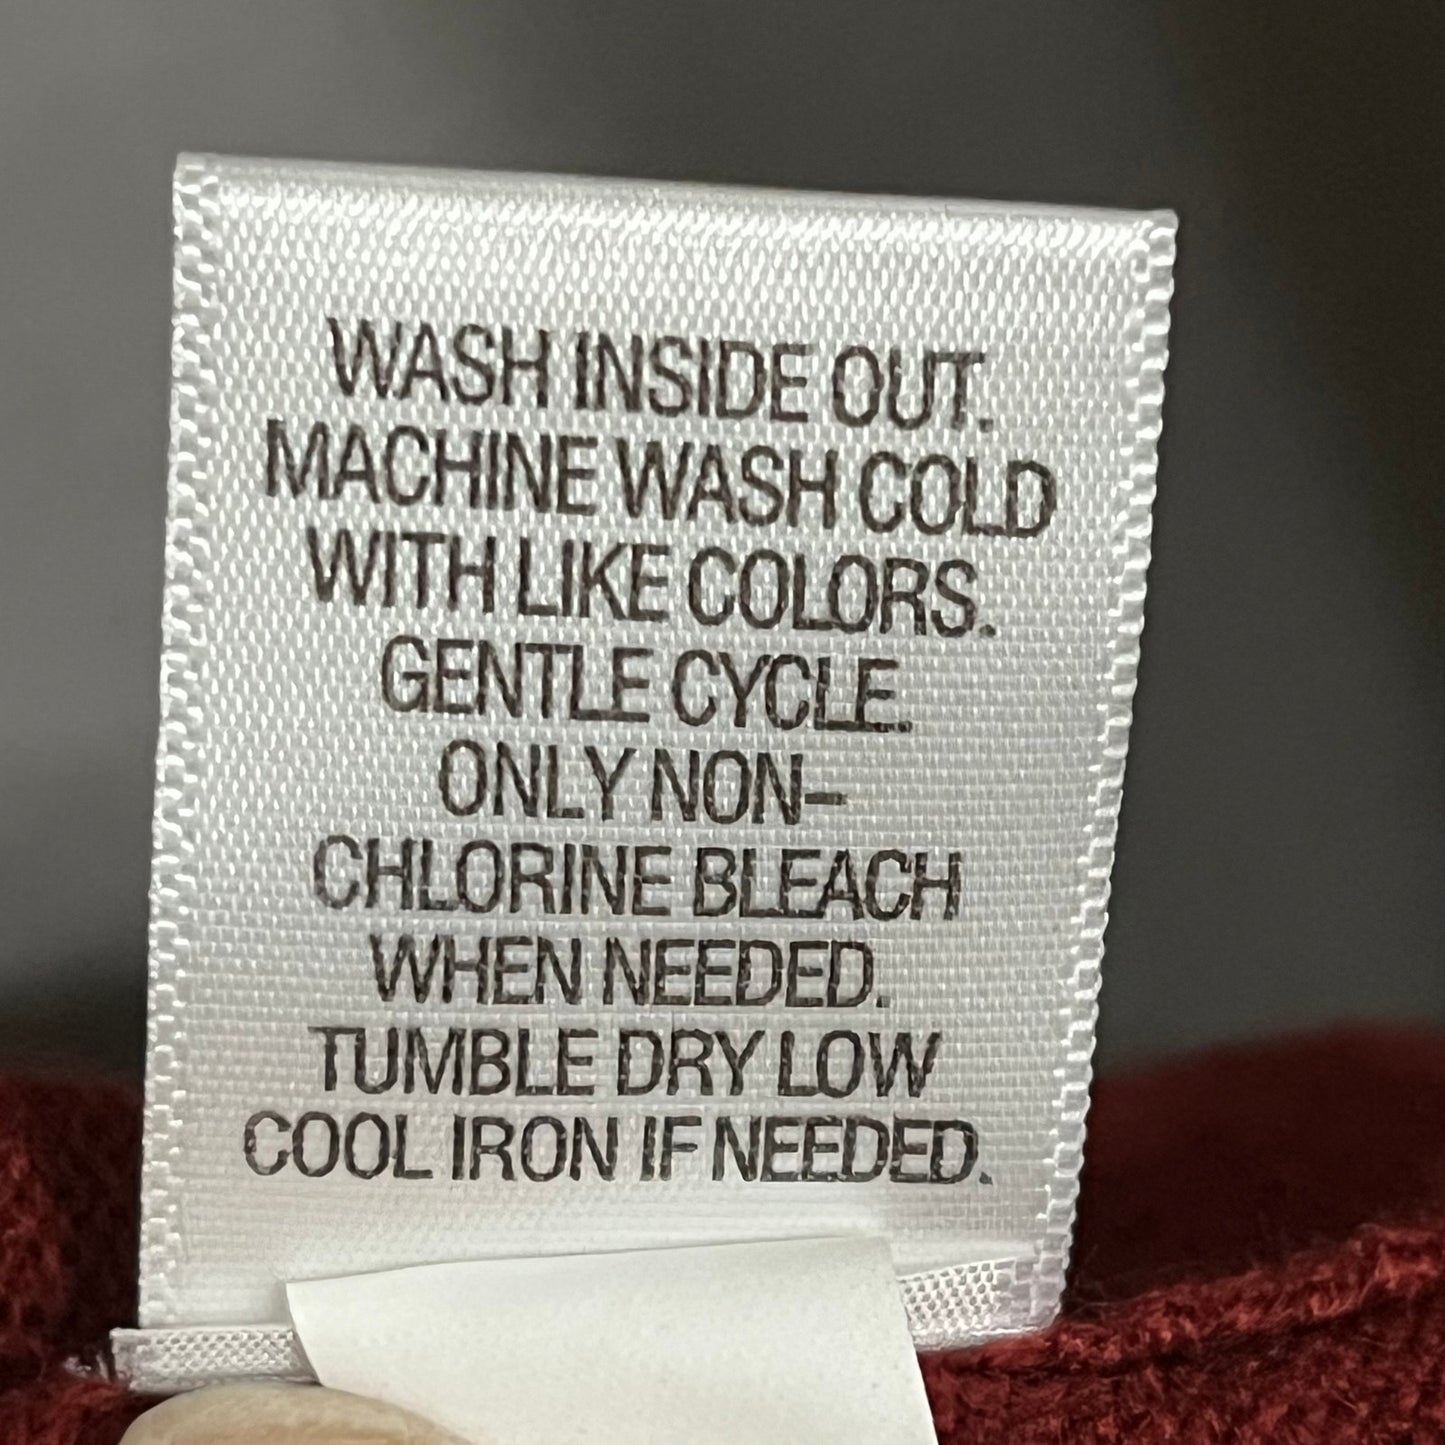 WASH INSIDE OUT.
MACHINE WASH COLD
WITH LIKE COLORS.
GENTLE CYCLE.
ONLY NON-
CHLORINE BLEACH
WHEN NEEDED.
TUMBLE DRY LOW
COOL IRON IF NEEDED.